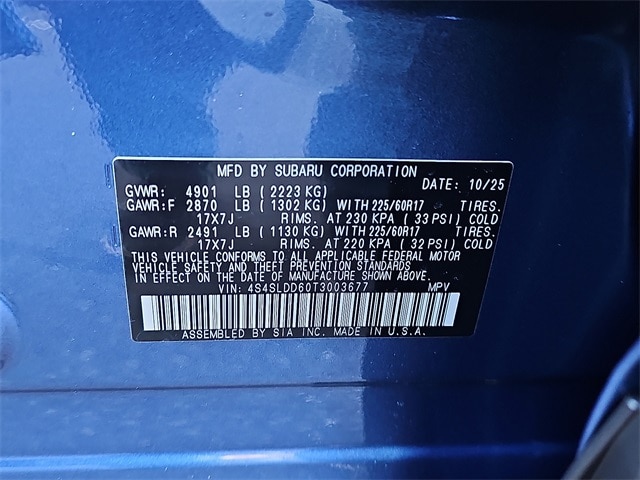 MFD BY SUBARU CORPORATION
GVWR: 4901 LB (2223 KG) DATE: 10/25
GAWR:F 2870 LB (1302 KG) WITH 225/60R17 TIRES.
17X7J RIMS. AT 230 KPA (33 PSI) COLD
GAWR:R 2491 LB (1130 KG) WITH 225/60R17 TIRES.
17X7J RIMS. AT 220 KPA (32 PSI) COLD
THIS VEHICLE CONFORMS TO ALL APPLICABLE FEDERAL MOTOR
VEHICLE SAFETY AND THEFT PREVENTION STANDARDS
IN EFFECT ON THE DATE OF MANUFACTURE SHOWN ABOVE.
VIN: 4S4SLDD60T3003677 MPV
ASSEMBLED BY SIA INC. MADE IN U.S.A.